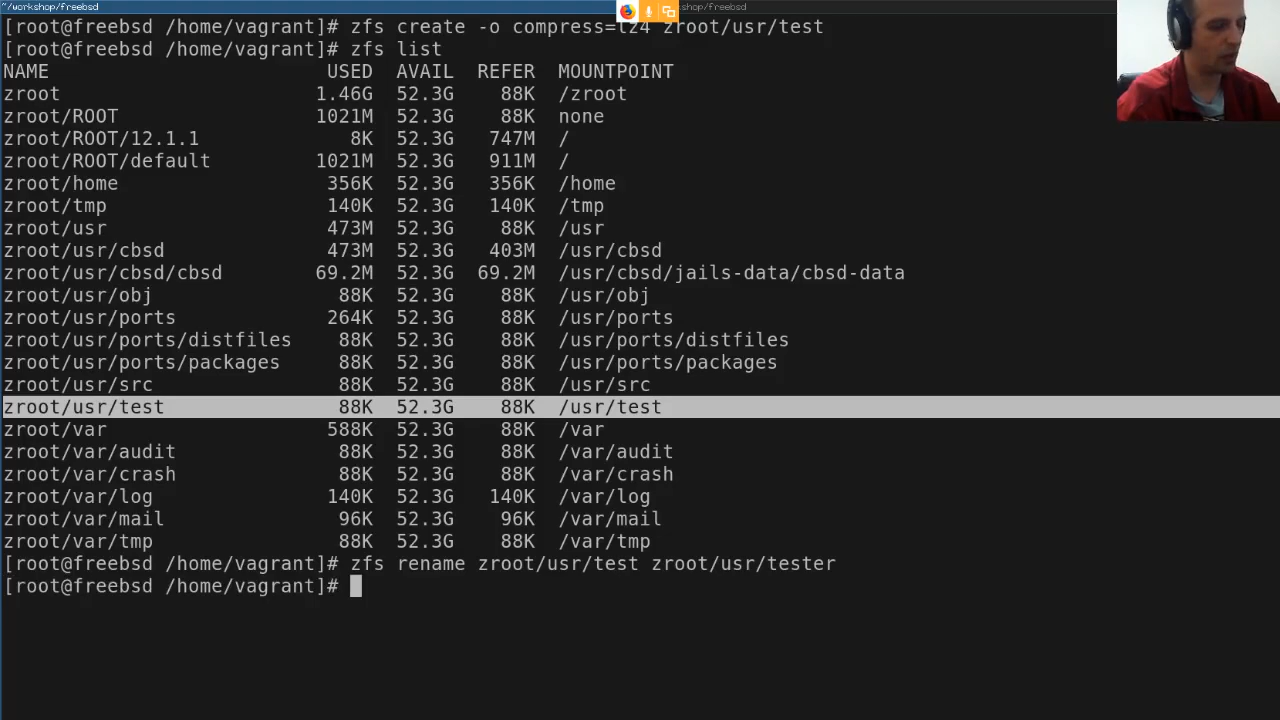 ~/workshop/freebsd
shop/freebsd
[root@freebsd /home/vagrant]# zfs create -o compress=lz4 zroot/usr/test
[root@freebsd /home/vagrant]# zfs list
NAME USED AVAIL REFER MOUNTPOINT
zroot 1.46G 52.3G 88K /zroot
zroot/ROOT 1021M 52.3G 88K none
zroot/ROOT/12.1.1 8K 52.3G 747M /
zroot/ROOT/default 1021M 52.3G 911M /
zroot/home 356K 52.3G 356K /home
zroot/tmp 140K 52.3G 140K /tmp
zroot/usr 473M 52.3G 88K /usr
zroot/usr/cbsd 473M 52.3G 403M /usr/cbsd
zroot/usr/cbsd/cbsd 69.2M 52.3G 69.2M /usr/cbsd/jails-data/cbsd-data
zroot/usr/obj 88K 52.3G 88K /usr/obj
zroot/usr/ports 264K 52.3G 88K /usr/ports
zroot/usr/ports/distfiles 88K 52.3G 88K /usr/ports/distfiles
zroot/usr/ports/packages 88K 52.3G 88K /usr/ports/packages
zroot/usr/src 88K 52.3G 88K /usr/src
zroot/usr/test 88K 52.3G 88K /usr/test
zroot/var 588K 52.3G 88K /var
zroot/var/audit 88K 52.3G 88K /var/audit
zroot/var/crash 88K 52.3G 88K /var/crash
zroot/var/log 140K 52.3G 140K /var/log
zroot/var/mail 96K 52.3G 96K /var/mail
zroot/var/tmp 88K 52.3G 88K /var/tmp
[root@freebsd /home/vagrant]# zfs rename zroot/usr/test zroot/usr/tester
[root@freebsd /home/vagrant]#